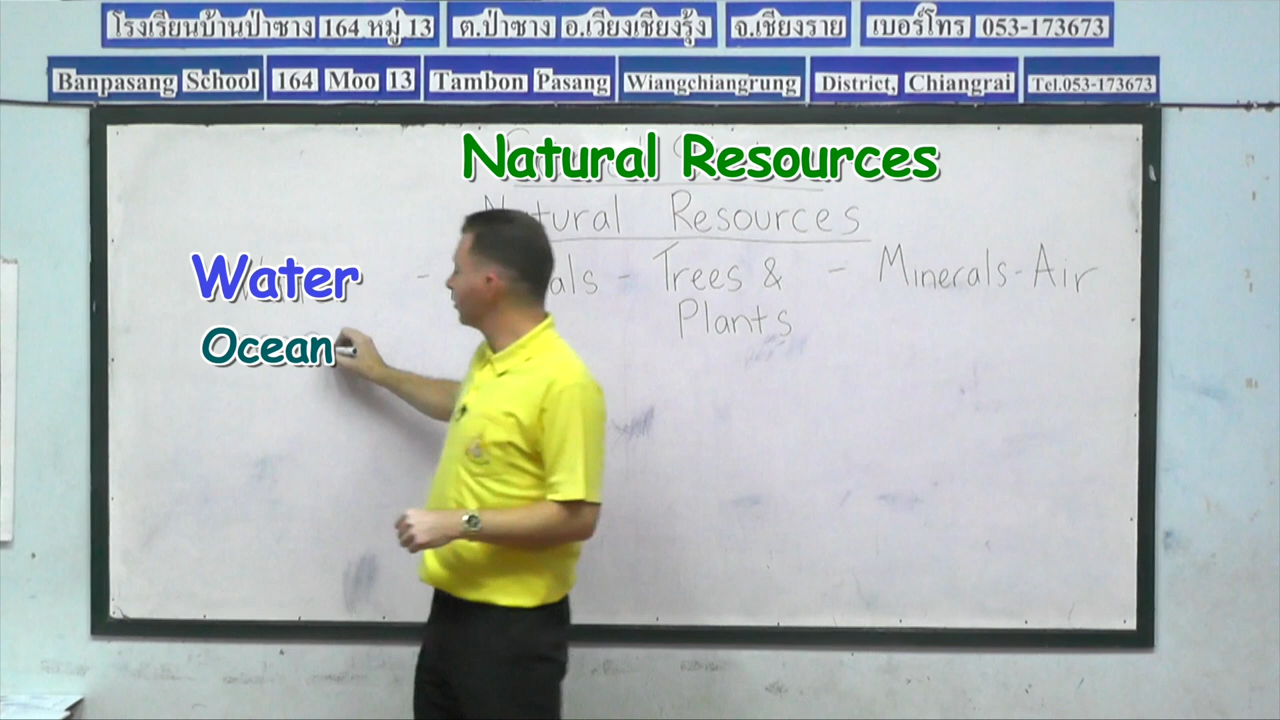 โรงเรียนบ้านป่าซาง 164 หมู่ 13 ต.ป่าซาง อ.เวียงเชียงรุ้ง จ.เชียงราย เบอร์โทร 053-173673
Banpasang School 164 Moo 13 Tambon Pasang Wiangchiangrung District, Chiangrai Tel.053-173673
Natural Resources
Natural Resources
Water - als - Trees & - Minerals - Air
Plants
Ocean